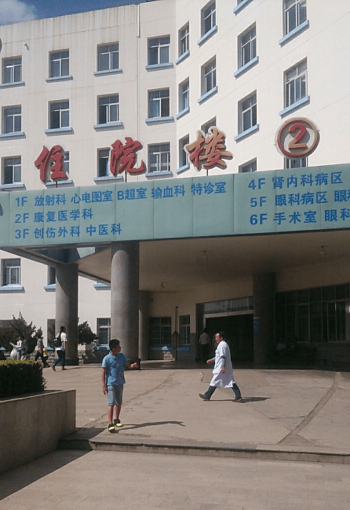 住院楼 ②
1F 放射科 心电图室 B超室 输血科 特诊室
2F 康复医学科
3F 创伤外科 中医科
4F 肾内科病区
5F 眼科病区 眼
6F 手术室 眼